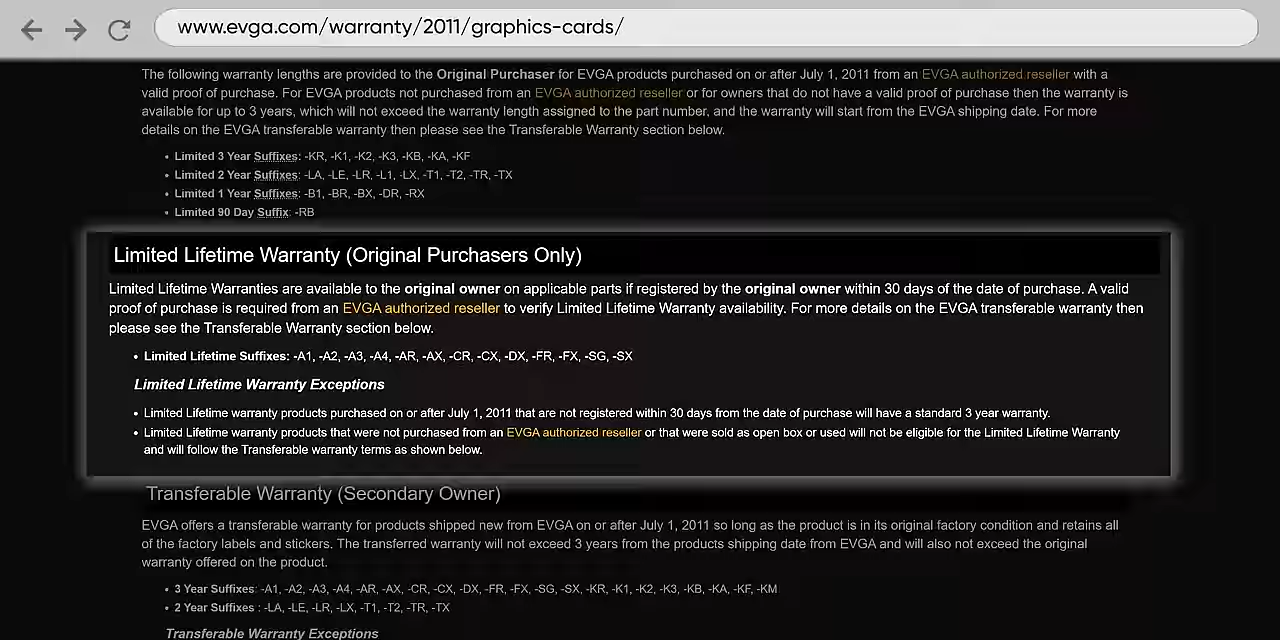 www.evga.com/warranty/2011/graphics-cards/
The following warranty lengths are provided to the Original Purchaser for EVGA products purchased on or after July 1, 2011 from an EVGA authorized reseller with a
valid proof of purchase. For EVGA products not purchased from an EVGA authorized reseller or for owners that do not have a valid proof of purchase then the warranty is
available for up to 3 years, which will not exceed the warranty length assigned to the part number, and the warranty will start from the EVGA shipping date. For more
details on the EVGA transferable warranty then please see the Transferable Warranty section below.
• Limited 3 Year Suffixes: -KR, -K1, -K2, -K3, -KB, -KA, -KF
• Limited 2 Year Suffixes: -LA, -LE, -LR, -L1, -LX, -T1, -T2, -TR, -TX
• Limited 1 Year Suffixes: -B1, -BR, -BX, -DR, -RX
• Limited 90 Day Suffix: -RB
Limited Lifetime Warranty (Original Purchasers Only)
Limited Lifetime Warranties are available to the original owner on applicable parts if registered by the original owner within 30 days of the date of purchase. A valid
proof of purchase is required from an EVGA authorized reseller to verify Limited Lifetime Warranty availability. For more details on the EVGA transferable warranty then
please see the Transferable Warranty section below.
• Limited Lifetime Suffixes: -A1, -A2, -A3, -A4, -AR, -AX, -CR, -CX, -DX, -FR, -FX, -SG, -SX
Limited Lifetime Warranty Exceptions
• Limited Lifetime warranty products purchased on or after July 1, 2011 that are not registered within 30 days from the date of purchase will have a standard 3 year warranty.
• Limited Lifetime warranty products that were not purchased from an EVGA authorized reseller or that were sold as open box or used will not be eligible for the Limited Lifetime Warranty
and will follow the Transferable warranty terms as shown below.
Transferable Warranty (Secondary Owner)
EVGA offers a transferable warranty for products shipped new from EVGA on or after July 1, 2011 so long as the product is in its original factory condition and retains all
of the factory labels and stickers. The transferred warranty will not exceed 3 years from the products shipping date from EVGA and will also not exceed the original
warranty offered on the product.
• 3 Year Suffixes: -A1, -A2, -A3, -A4, -AR, -AX, -CR, -CX, -DX, -FR, -FX, -SG, -SX, -KR, -K1, -K2, -K3, -KB, -KA, -KF, -KM
• 2 Year Suffixes : -LA, -LE, -LR, -LX, -T1, -T2, -TR, -TX
Transferable Warranty Exceptions